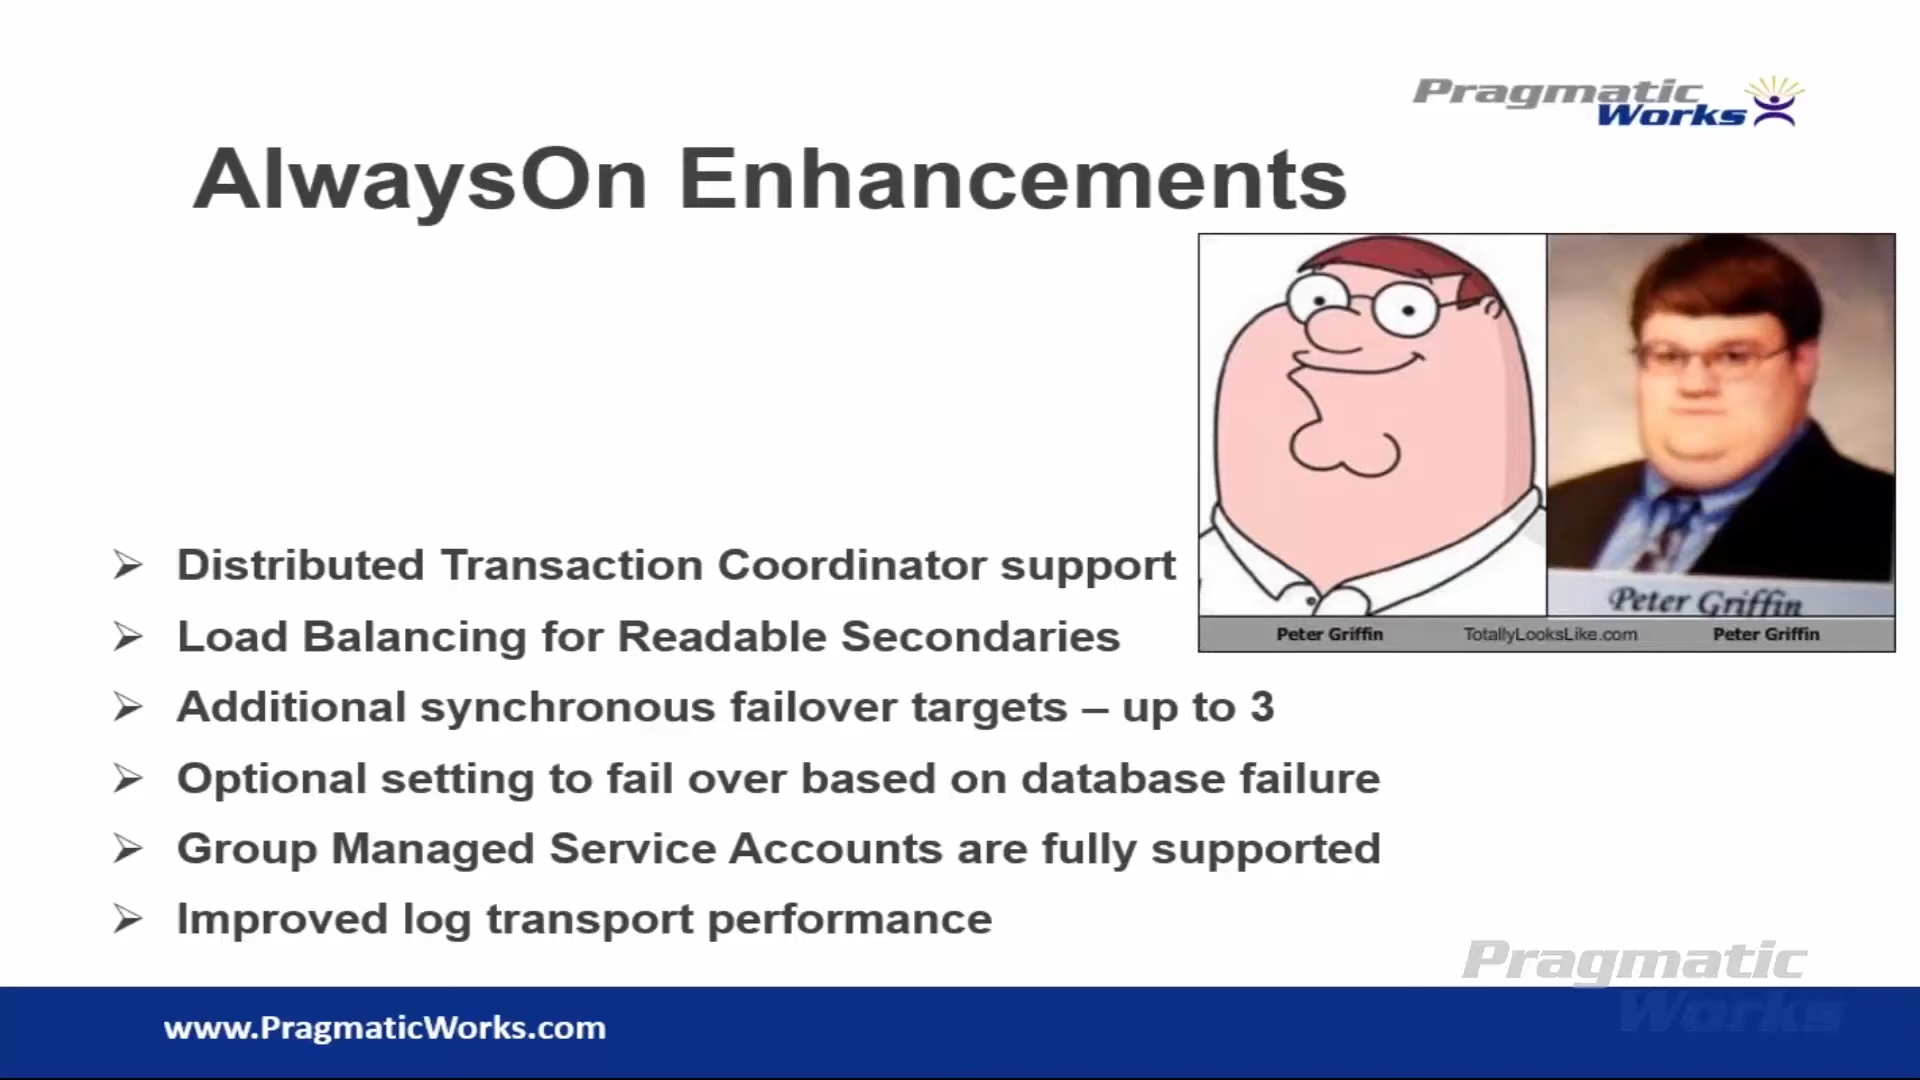 Pragmatic
Works
AlwaysOn Enhancements
Peter Griffin
Peter Griffin TotallyLooksLike.com Peter Griffin
➢ Distributed Transaction Coordinator support
➢ Load Balancing for Readable Secondaries
➢ Additional synchronous failover targets – up to 3
➢ Optional setting to fail over based on database failure
➢ Group Managed Service Accounts are fully supported
➢ Improved log transport performance
Pragmatic
Works
www.PragmaticWorks.com